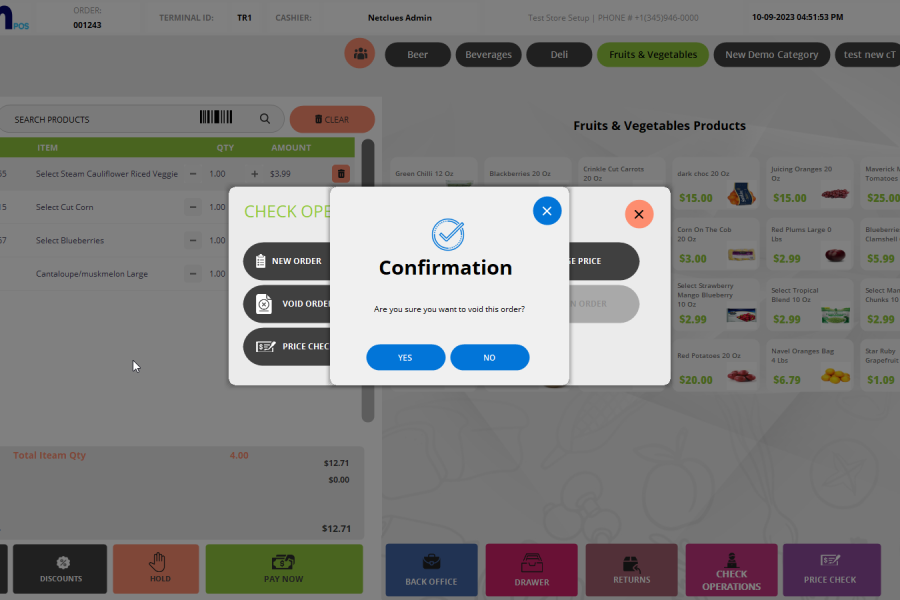 POS
ORDER:
001243
TERMINAL ID:
TR1
CASHIER:
Netclues Admin
Test Store Setup | PHONE # +1(345)946-0000
10-09-2023 04:51:53 PM
Beer
Beverages
Deli
Fruits & Vegetables
New Demo Category
test new cT
SEARCH PRODUCTS
CLEAR
Fruits & Vegetables Products
ITEM
QTY
AMOUNT
Select Steam Cauliflower Riced Veggie
1.00
$3.99
Select Cut Corn
1.00
Select Blueberries
1.00
Cantaloupe/muskmelon Large
1.00
Green Chilli 12 Oz
Blackberries 20 Oz
Crinkle Cut Carrots
20 Oz
dark choc 20 Oz
$15.00
Juicing Oranges 20
Oz
$15.00
Maverick
Tomatoes
$25.00
Corn On The Cob
20 Oz
$3.00
Red Plums Large 0
Lbs
$2.99
Blueberrie
Clamshell
$5.99
Select Strawberry
Mango Blueberry
10 Oz
$2.99
Select Tropical
Blend 10 Oz
$2.99
Select Man
Chunks 10
$2.99
Red Potatoes 20 Oz
$20.00
Navel Oranges Bag
4 Lbs
$6.79
Star Ruby
Grapefruit
$1.09
CHECK OPE
NEW ORDER
VOID ORDE
PRICE CHEC
GE PRICE
N ORDER
Confirmation
Are you sure you want to void this order?
YES
NO
Total Iteam Qty
4.00
$12.71
$0.00
$12.71
DISCOUNTS
HOLD
PAY NOW
BACK OFFICE
DRAWER
RETURNS
CHECK
OPERATIONS
PRICE CHECK